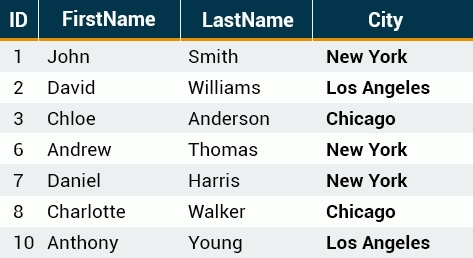 ID FirstName LastName City
1 John Smith New York
2 David Williams Los Angeles
3 Chloe Anderson Chicago
6 Andrew Thomas New York
7 Daniel Harris New York
8 Charlotte Walker Chicago
10 Anthony Young Los Angeles